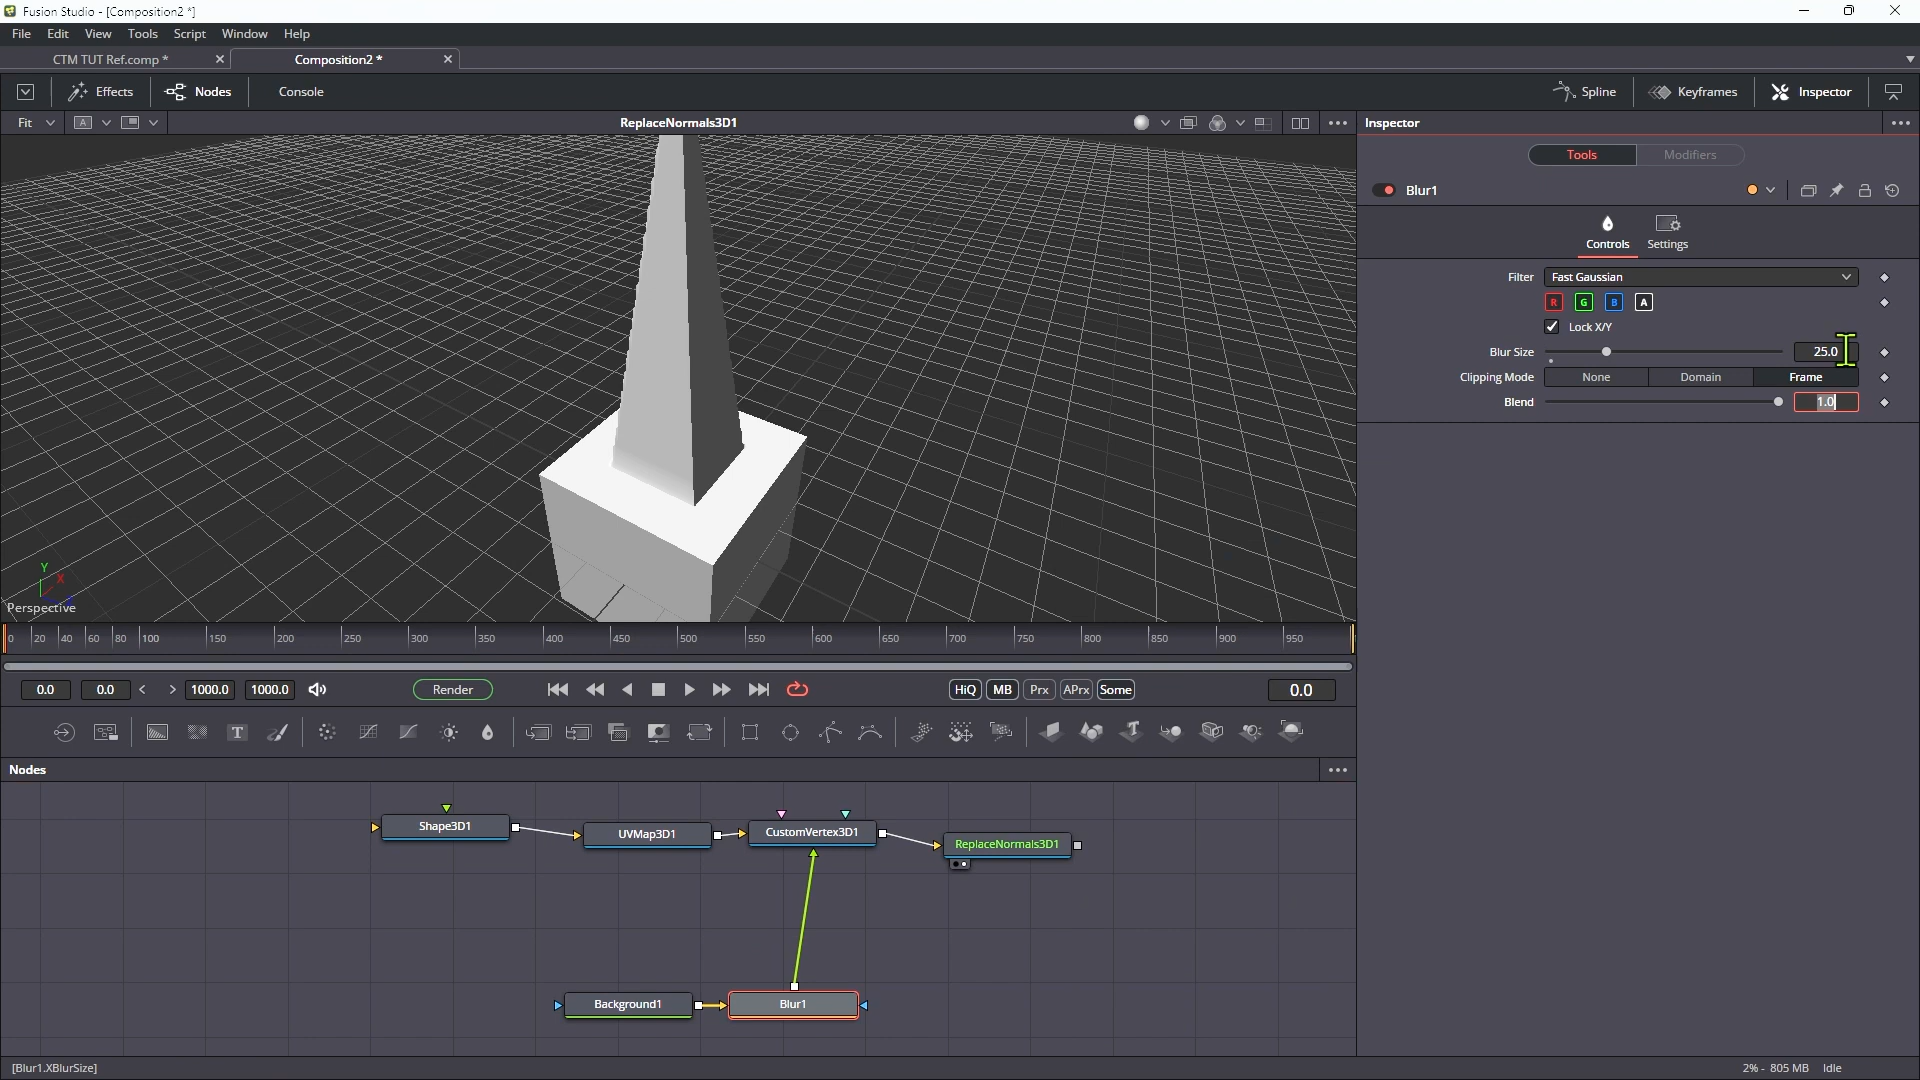 Fusion Studio - [Composition2 *]
File Edit View Tools Script Window Help
CTM TUT Ref.comp * Composition2 *
Effects Nodes Console Spline Keyframes Inspector
Fit A ReplaceNormals3D1 Inspector
Tools Modifiers
Blur1
Controls Settings
Filter Fast Gaussian
R G B A
Lock X/Y
Blur Size 25.0
Clipping Mode None Domain Frame
Blend 1.0
Y
X
Perspective
0 20 40 60 80 100 150 200 250 300 350 400 450 500 550 600 650 700 750 800 850 900 950
0.0 0.0 < > 1000.0 1000.0 Render HiQ MB Prx APrx Some 0.0
T T
Nodes
Shape3D1 UVMap3D1 CustomVertex3D1 ReplaceNormals3D1
Background1 Blur1
[Blur1.XBlurSize] 2% - 805 MB Idle